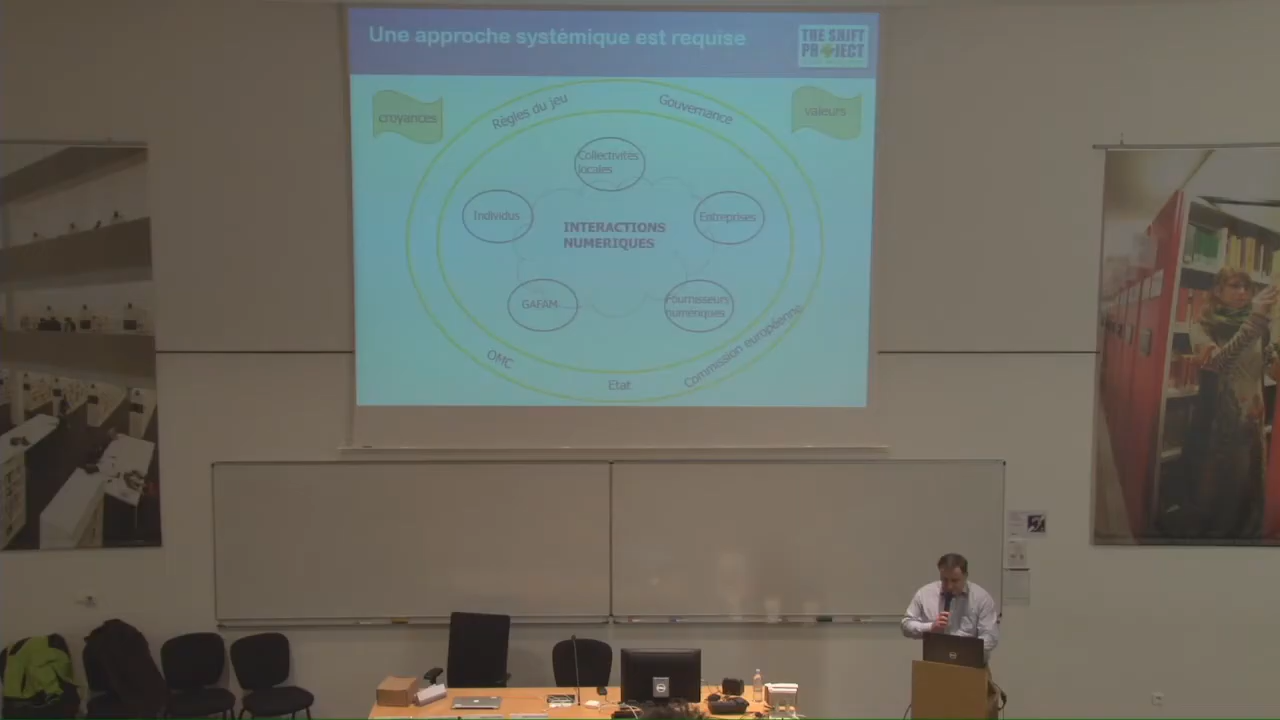 Une approche systémique est requise
THE SHIFT
PROJECT
croyances
Règles du jeu
Gouvernance
valeurs
Collectivités
locales
Individus
Entreprises
INTERACTIONS
NUMERIQUES
GAFAM
Fournisseurs
numériques
OMC
Etat
Commission européenne